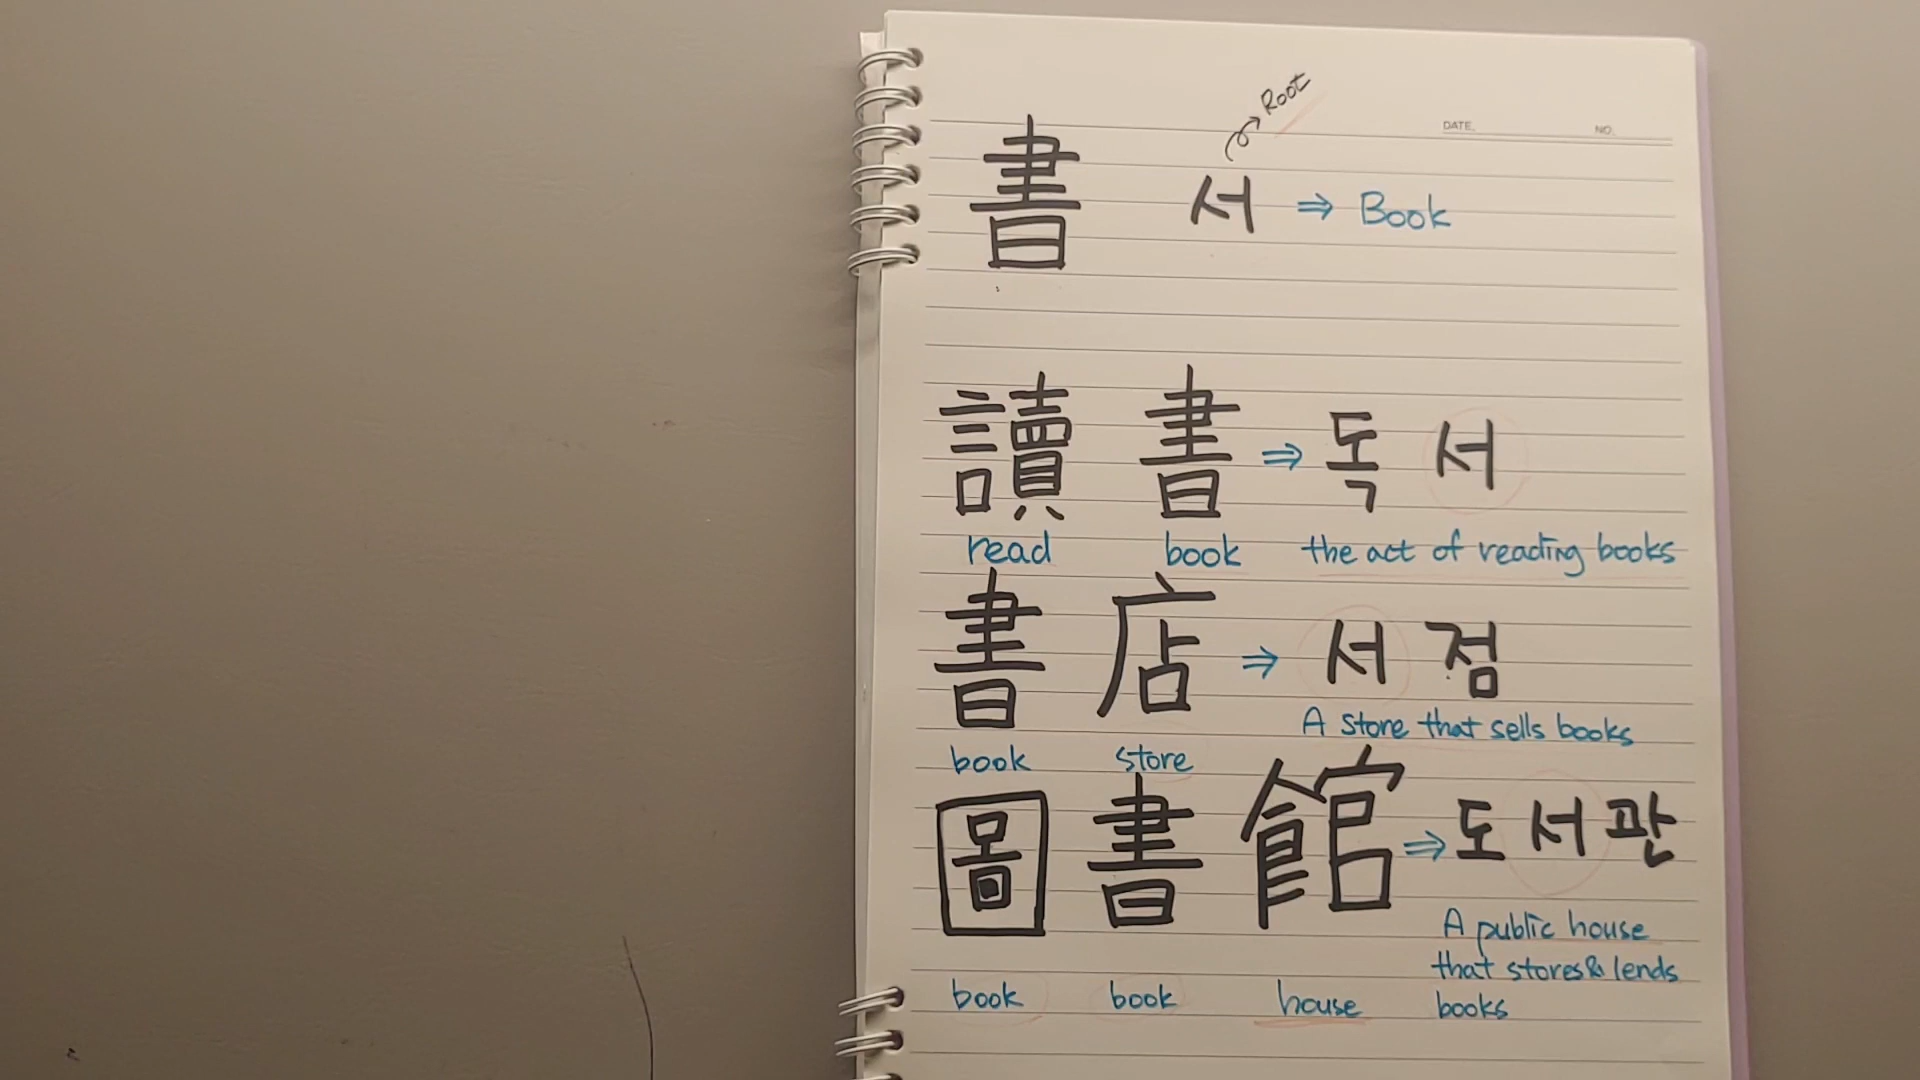 Root
DATE. NO.
書 서 ⇒ Book
讀 書 ⇒ 독 서
read book the act of reading books
書 店 ⇒ 서 점
A store that sells books
book store
圖 書 館 ⇒ 도 서 관
A public house
that stores & lends
book book house books